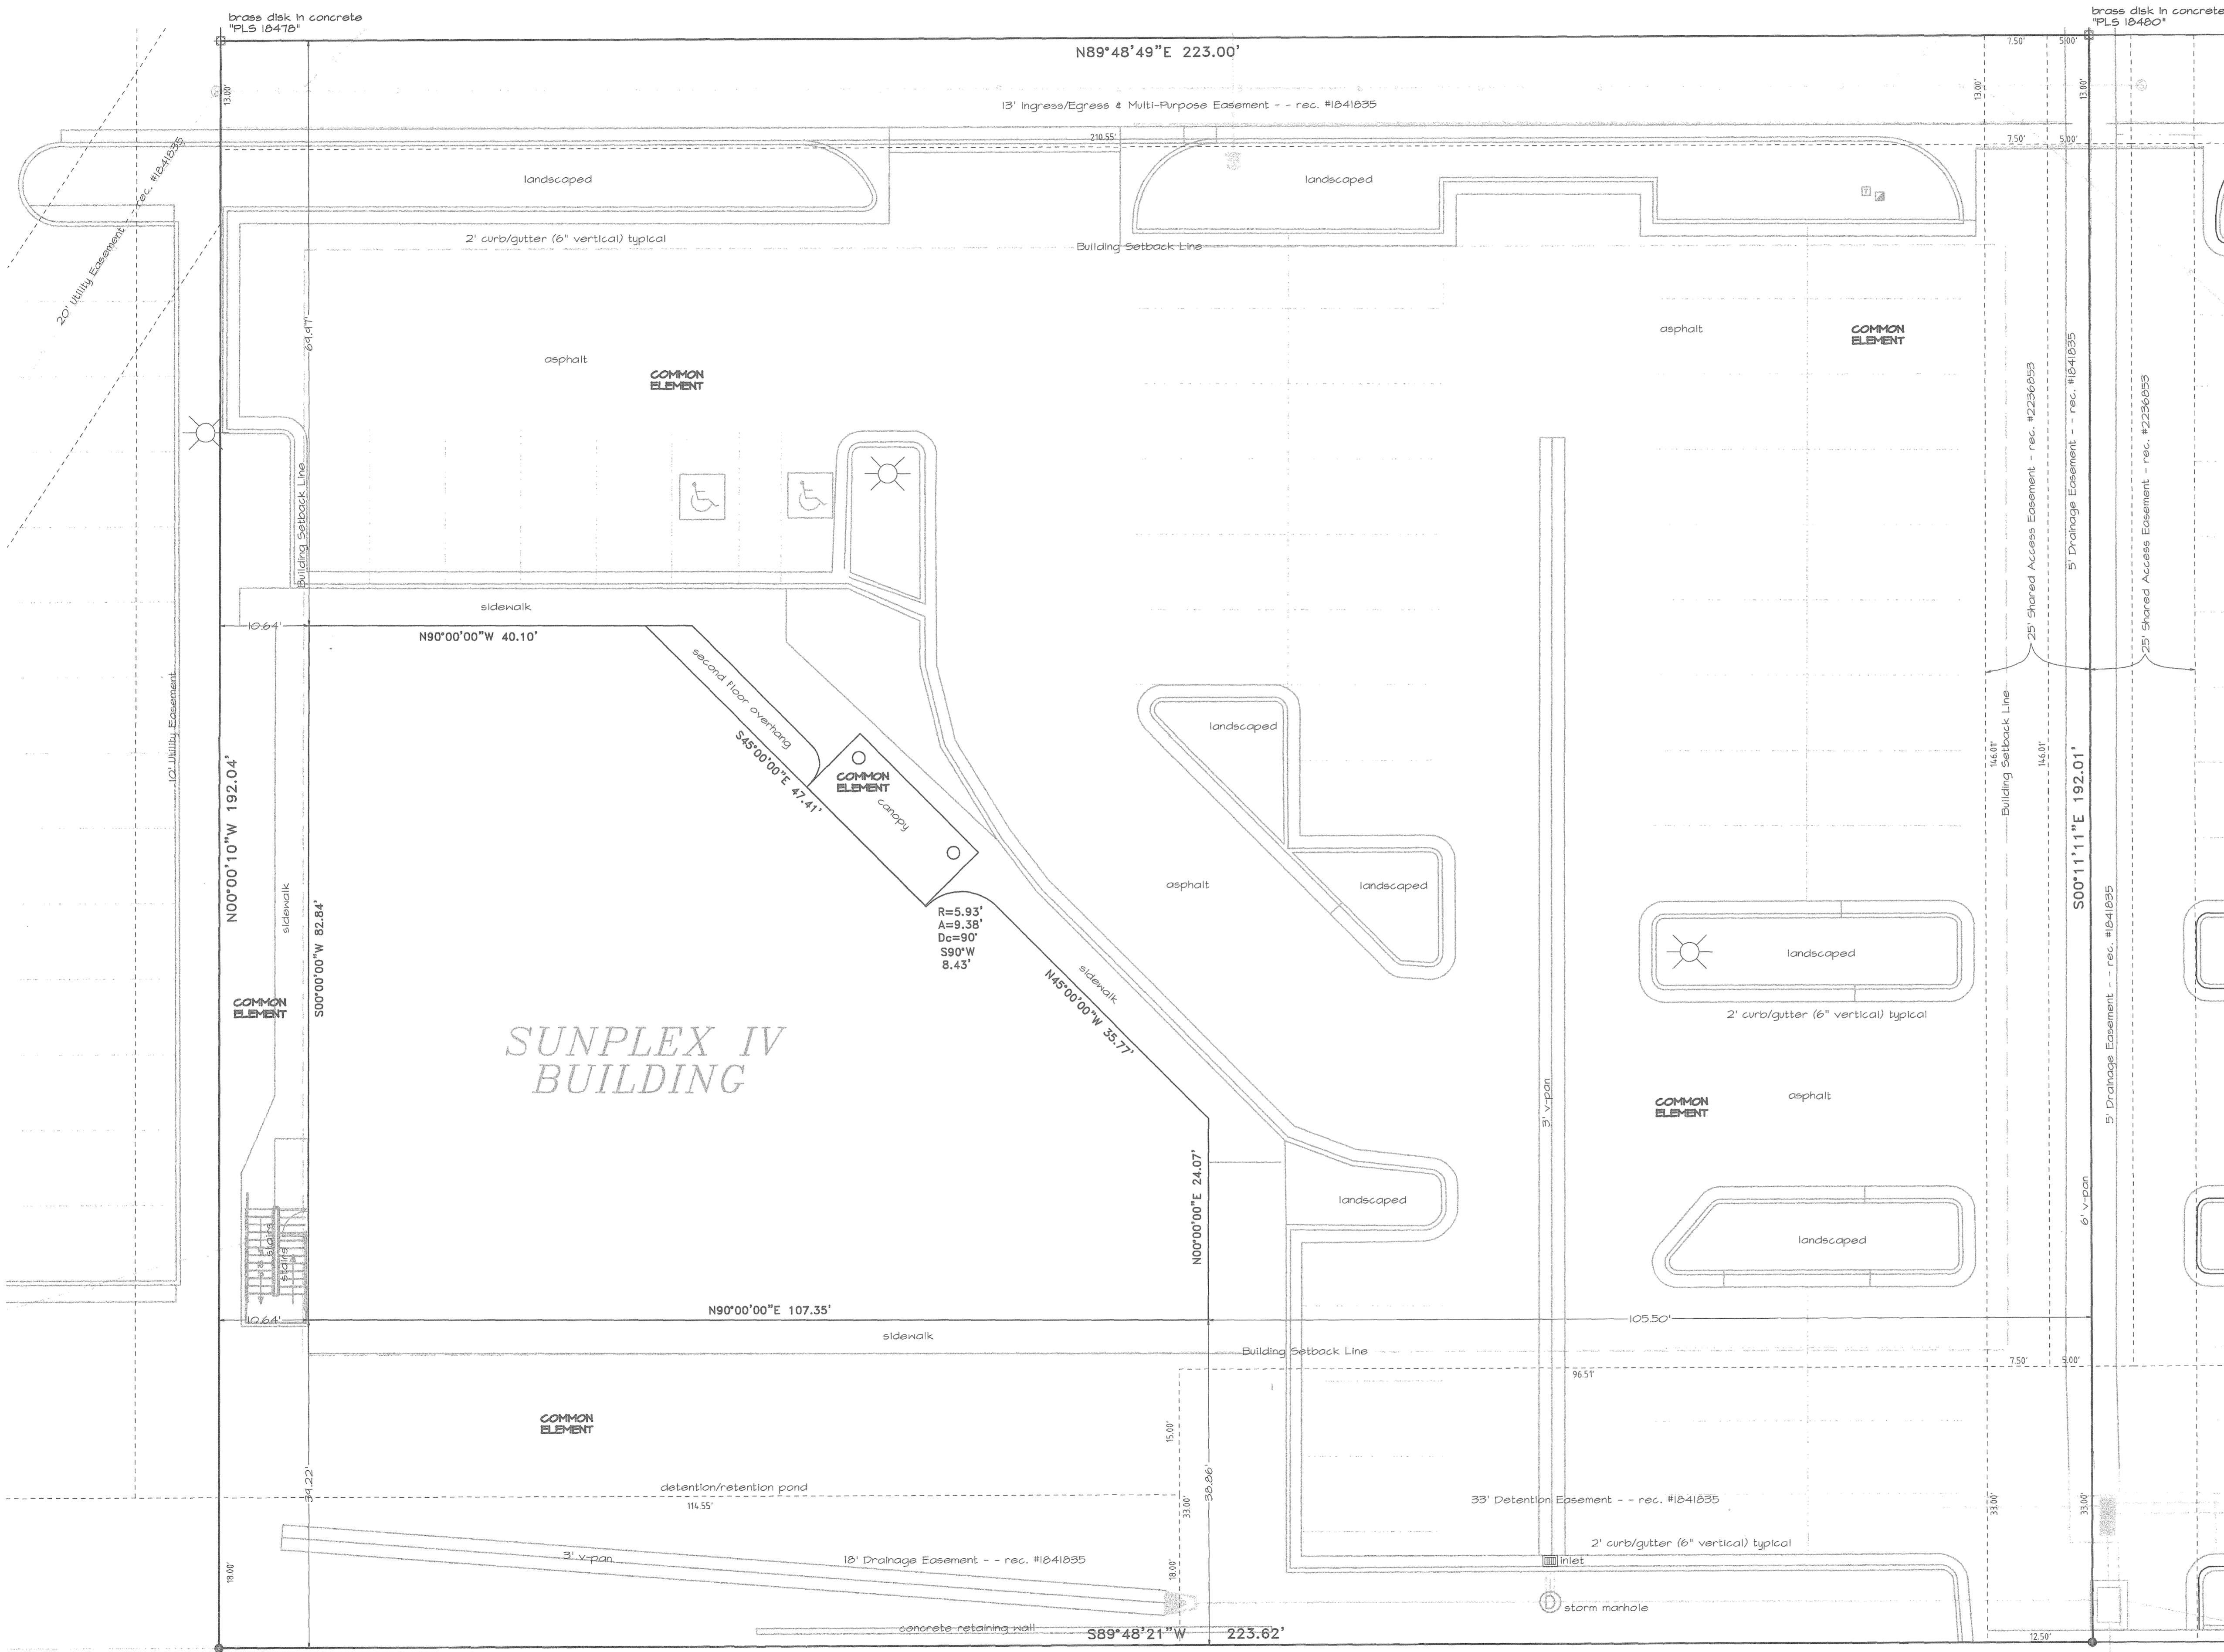 brass disk in concrete
"PLS 18478"
brass disk in concrete
"PLS 18480"
N89°48'49"E 223.00'
7.50'
5.00'
13.00'
13.00'
13.00'
13' Ingress/Egress & Multi-Purpose Easement - - rec. #1841835
210.55'
7.50'
5.00'
20' Utility Easement
rec. #1841835
landscaped
landscaped
T
2' curb/gutter (6" vertical) typical
Building Setback Line
69.97'
asphalt
COMMON
ELEMENT
asphalt
COMMON
ELEMENT
Building Setback Line
25' Shared Access Easement - rec. #2236853
5' Drainage Easement - - rec. #1841835
25' Shared Access Easement - rec. #2236853
sidewalk
10.64'
N90°00'00"W 40.10'
second floor overhang
S45°00'00"E 47.41'
COMMON
ELEMENT
canopy
landscaped
10' Utility Easement
N00°00'10"W 192.04'
sidewalk
S00°00'00"W 82.84'
146.01'
Building Setback Line
146.01'
S00°11'11"E 192.01'
asphalt
landscaped
R=5.93'
A=9.38'
Dc=90°
S90°W
8.43'
sidewalk
N45°00'00"W 35.77'
landscaped
2' curb/gutter (6" vertical) typical
5' Drainage Easement - - rec. #1841835
COMMON
ELEMENT
SUNPLEX IV
BUILDING
3' v-pan
COMMON
ELEMENT
asphalt
N00°00'00"E 24.07'
landscaped
6' v-pan
landscaped
stairs
stairs
10.64'
N90°00'00"E 107.35'
105.50'
sidewalk
Building Setback Line
7.50'
5.00'
96.51'
COMMON
ELEMENT
15.00'
39.22'
38.86'
detention/retention pond
114.55'
33.00'
33' Detention Easement - - rec. #1841835
33.00'
33.00'
2' curb/gutter (6" vertical) typical
3' v-pan
18' Drainage Easement - - rec. #1841835
inlet
18.00'
18.00'
D
storm manhole
concrete retaining wall
S89°48'21"W 223.62'
12.50'